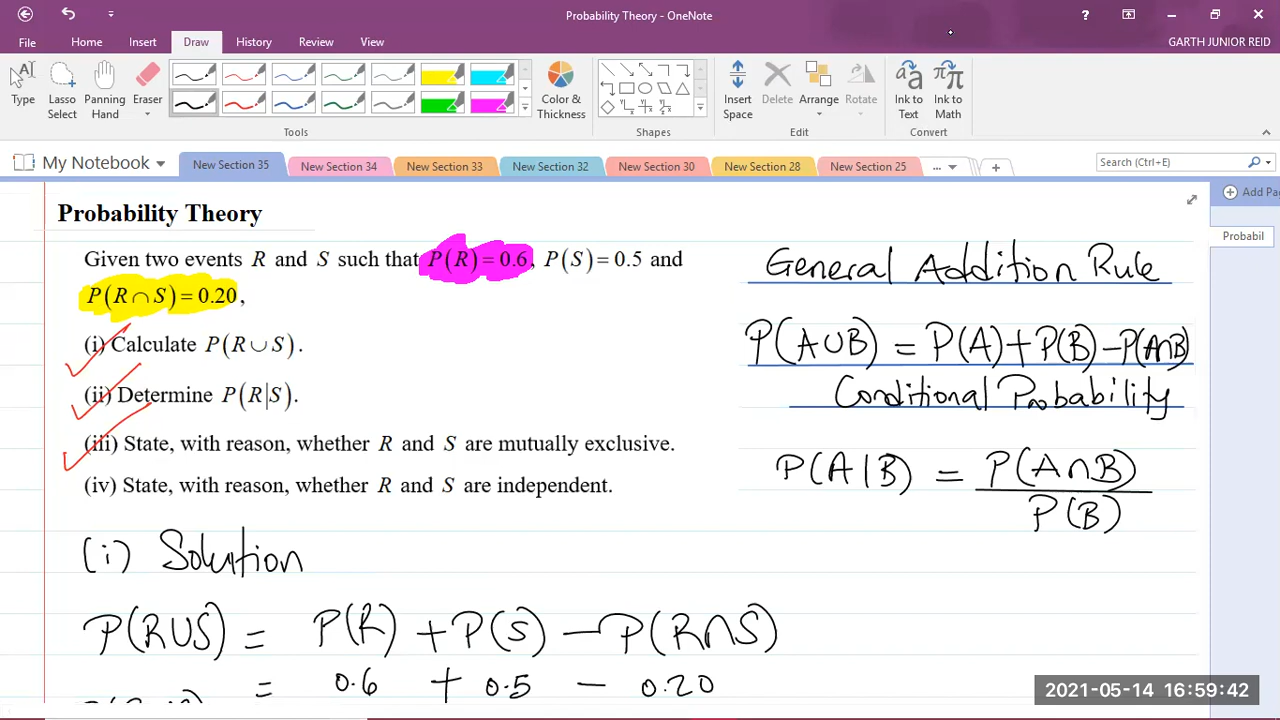 Probability Theory - OneNote
GARTH JUNIOR REID
File Home Insert Draw History Review View
Type
Lasso Select
Panning Hand
Eraser
Color & Thickness
Insert Space
Delete
Arrange
Rotate
Ink to Text
Ink to Math
Tools
Shapes
Edit
Convert
My Notebook
New Section 35 New Section 34 New Section 33 New Section 32 New Section 30 New Section 28 New Section 25 ...
Search (Ctrl+E)
Add Pa
Probabil
Probability Theory
Given two events R and S such that P(R) = 0.6, P(S) = 0.5 and
P(R ∩ S) = 0.20,
(i) Calculate P(R ∪ S).
(ii) Determine P(R|S).
(iii) State, with reason, whether R and S are mutually exclusive.
(iv) State, with reason, whether R and S are independent.
General Addition Rule
P(A∪B) = P(A)+P(B)-P(A∩B)
Conditional Probability
P(A|B) = P(A∩B)
P(B)
(i) Solution
P(R∪S) = P(R) + P(S) - P(R∩S)
= 0.6 + 0.5 - 0.20
2021-05-14 16:59:42